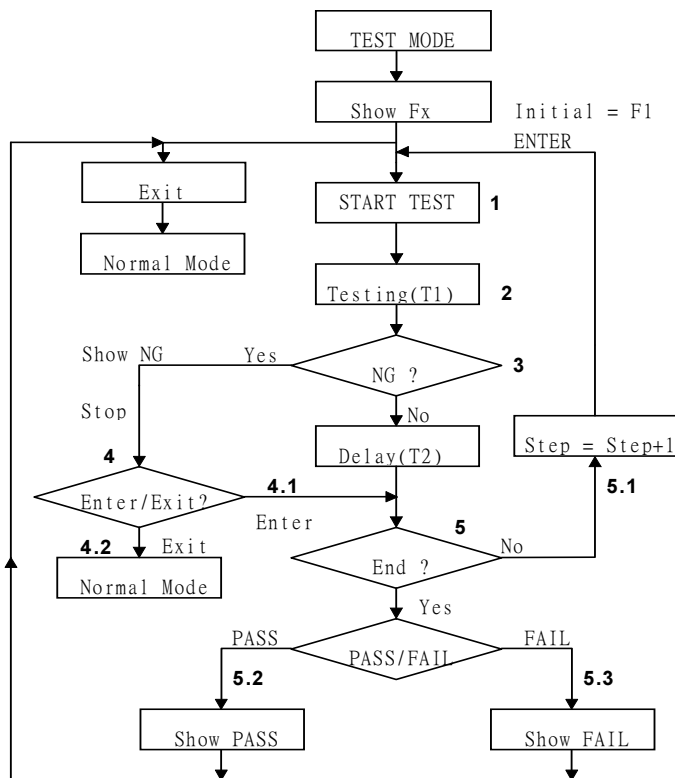 TEST MODE
Show Fx
Initial = F1
ENTER
Exit
START TEST
1
Normal Mode
Testing(T1)
2
Show NG
Yes
NG ?
3
Stop
No
Delay(T2)
Step = Step+1
4
Enter/Exit?
4.1
Enter
5.1
5
4.2
Exit
End ?
No
Normal Mode
Yes
PASS
PASS/FAIL
FAIL
5.2
5.3
Show PASS
Show FAIL